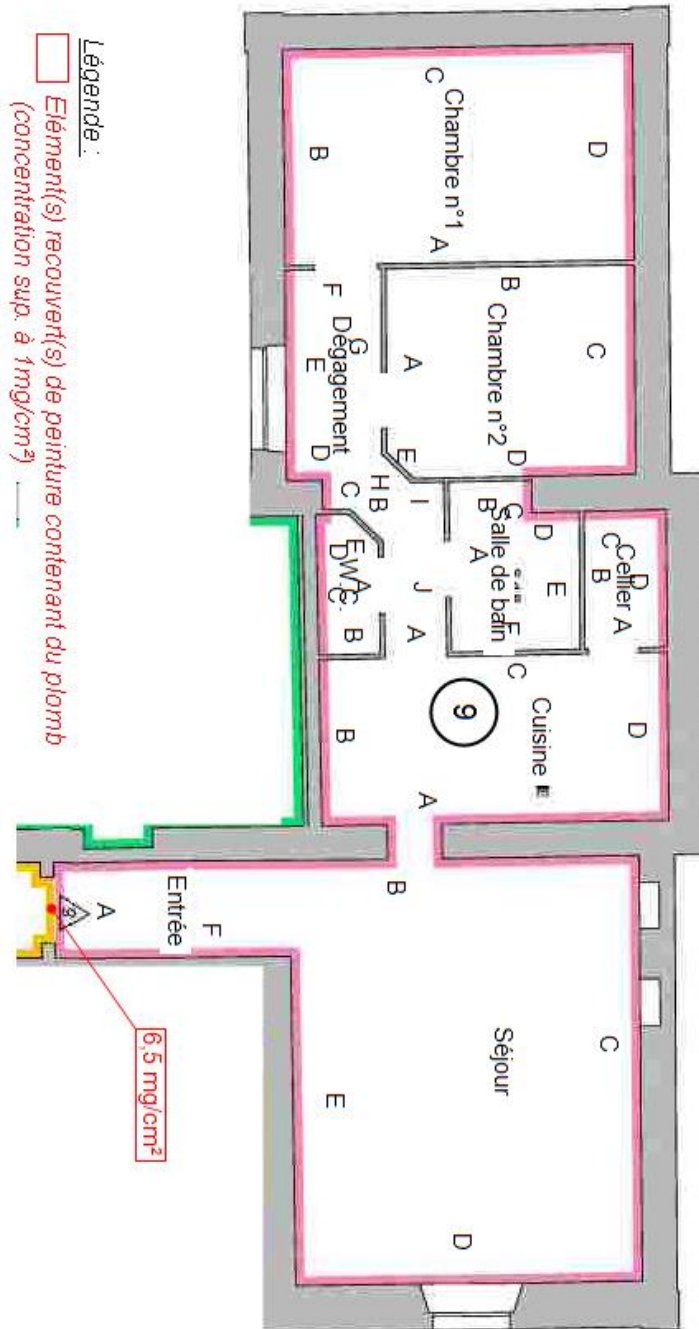 D
C
Chambre n°1
A
B
C
B
Chambre n°2
D
A
E
D
C
Cellier
B
A
D
E
C
Salle de bain
B
F
A
I
J
A
H
B
C
D
G
Dégagement
F
E
E
A
W.C.
D
C
B
D
Cuisine
C
9
A
B
C
Séjour
D
B
E
F
Entrée
A
9
6,5 mg/cm²
Légende :
Elément(s) recouvert(s) de peinture contenant du plomb
(concentration sup. à 1mg/cm²)